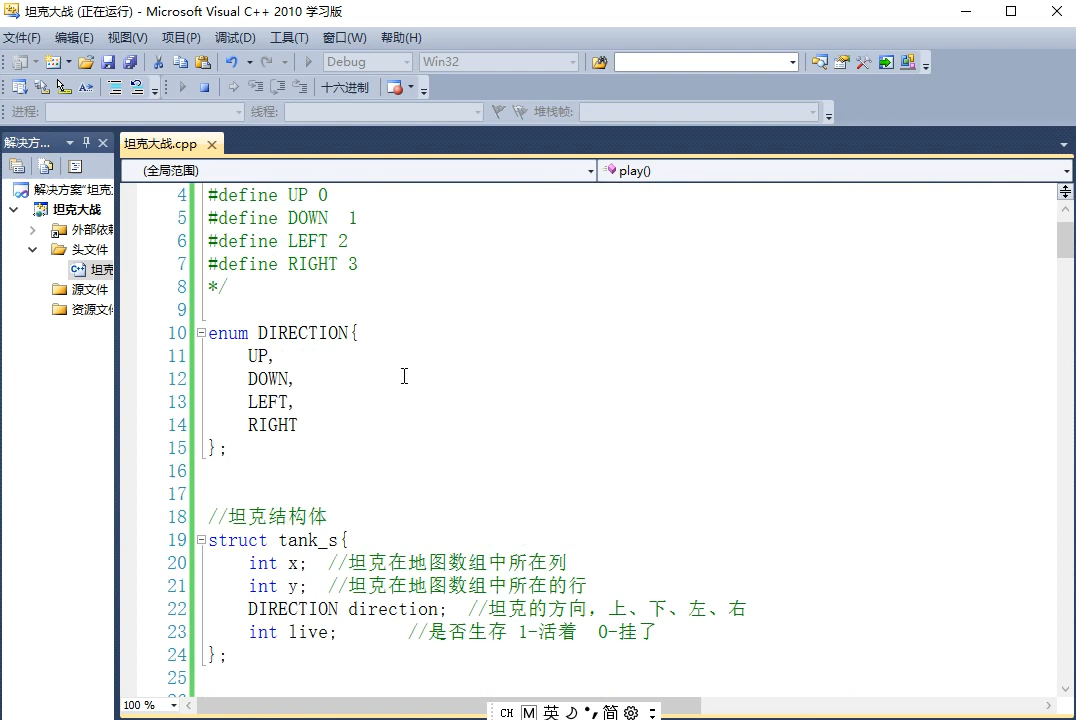 坦克大战 (正在运行) - Microsoft Visual C++ 2010 学习版
文件(F) 编辑(E) 视图(V) 项目(P) 调试(D) 工具(T) 窗口(W) 帮助(H)
Debug Win32
十六进制
进程: 线程: 堆栈帧:
解决方... 坦克大战.cpp
(全局范围) play()
解决方案"坦克
坦克大战
外部依赖
头文件
坦克
源文件
资源文件
4 #define UP 0
5 #define DOWN  1
6 #define LEFT 2
7 #define RIGHT 3
8 */
9
10 enum DIRECTION{
11 UP,
12 DOWN,
13 LEFT,
14 RIGHT
15 };
16
17
18 //坦克结构体
19 struct tank_s{
20 int x;  //坦克在地图数组中所在列
21 int y;  //坦克在地图数组中所在的行
22 DIRECTION direction;  //坦克的方向，上、下、左、右
23 int live;       //是否生存 1-活着  0-挂了
24 };
25
100 %
CH M 英 简